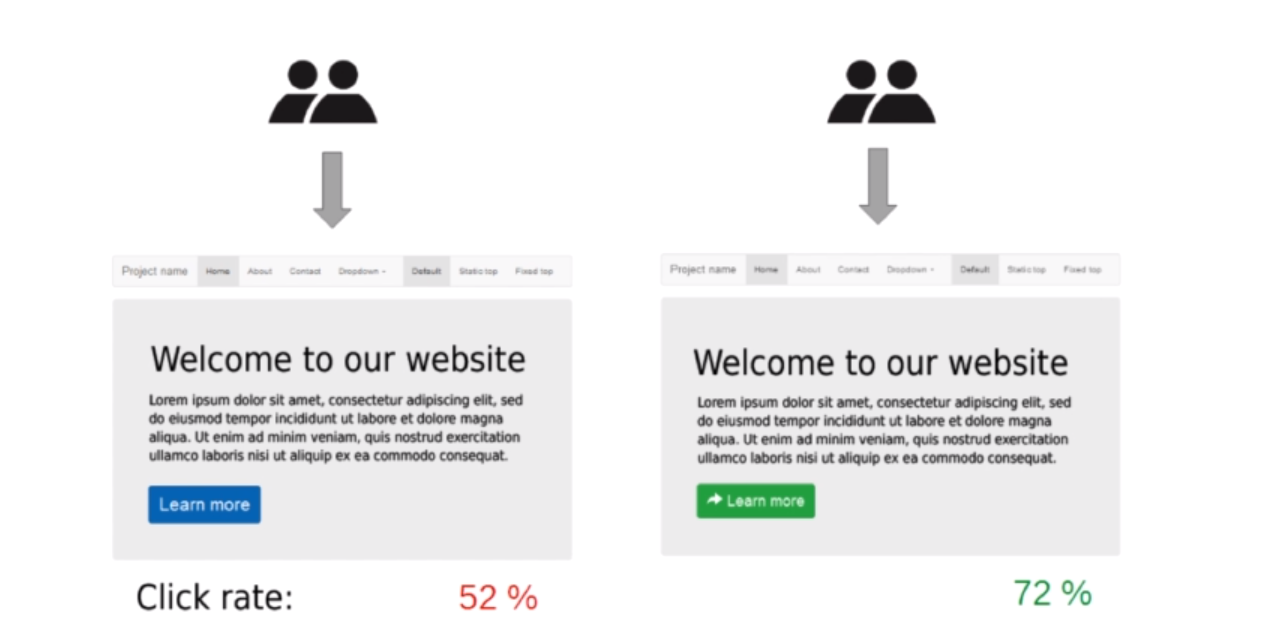 Project name Home About Contact Dropdown Default Static top Fixed top
Welcome to our website
Lorem ipsum dolor sit amet, consectetur adipiscing elit, sed
do eiusmod tempor incididunt ut labore et dolore magna
aliqua. Ut enim ad minim veniam, quis nostrud exercitation
ullamco laboris nisi ut aliquip ex ea commodo consequat.
Learn more
Click rate: 52 %
Project name Home About Contact Dropdown Default Static top Fixed top
Welcome to our website
Lorem ipsum dolor sit amet, consectetur adipiscing elit, sed
do eiusmod tempor incididunt ut labore et dolore magna
aliqua. Ut enim ad minim veniam, quis nostrud exercitation
ullamco laboris nisi ut aliquip ex ea commodo consequat.
Learn more
72 %